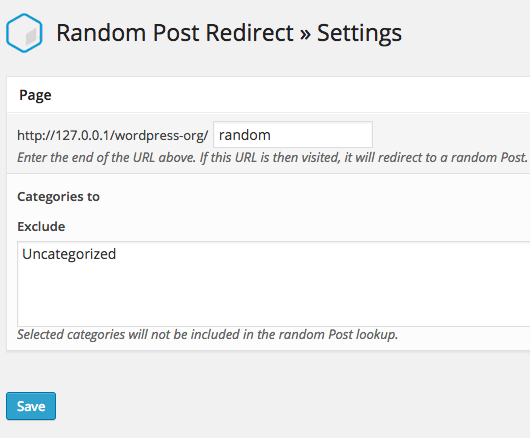 Random Post Redirect » Settings
Page
http://127.0.0.1/wordpress-org/ random
Enter the end of the URL above. If this URL is then visited, it will redirect to a random Post.
Categories to
Exclude
Uncategorized
Selected categories will not be included in the random Post lookup.
Save